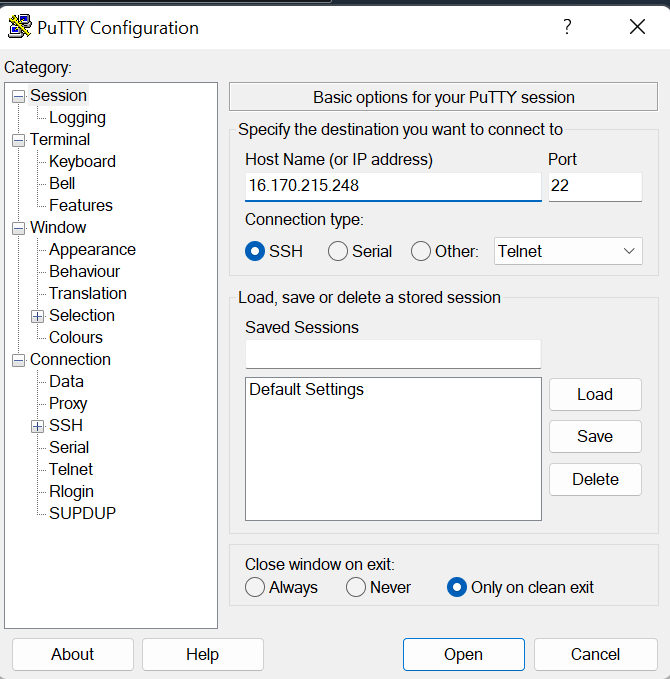 PuTTY Configuration
?
Category:
Session
Logging
Terminal
Keyboard
Bell
Features
Window
Appearance
Behaviour
Translation
Selection
Colours
Connection
Data
Proxy
SSH
Serial
Telnet
Rlogin
SUPDUP
Basic options for your PuTTY session
Specify the destination you want to connect to
Host Name (or IP address) Port
16.170.215.248 22
Connection type:
SSH Serial Other: Telnet
Load, save or delete a stored session
Saved Sessions
Default Settings
Load
Save
Delete
Close window on exit:
Always Never Only on clean exit
About Help Open Cancel